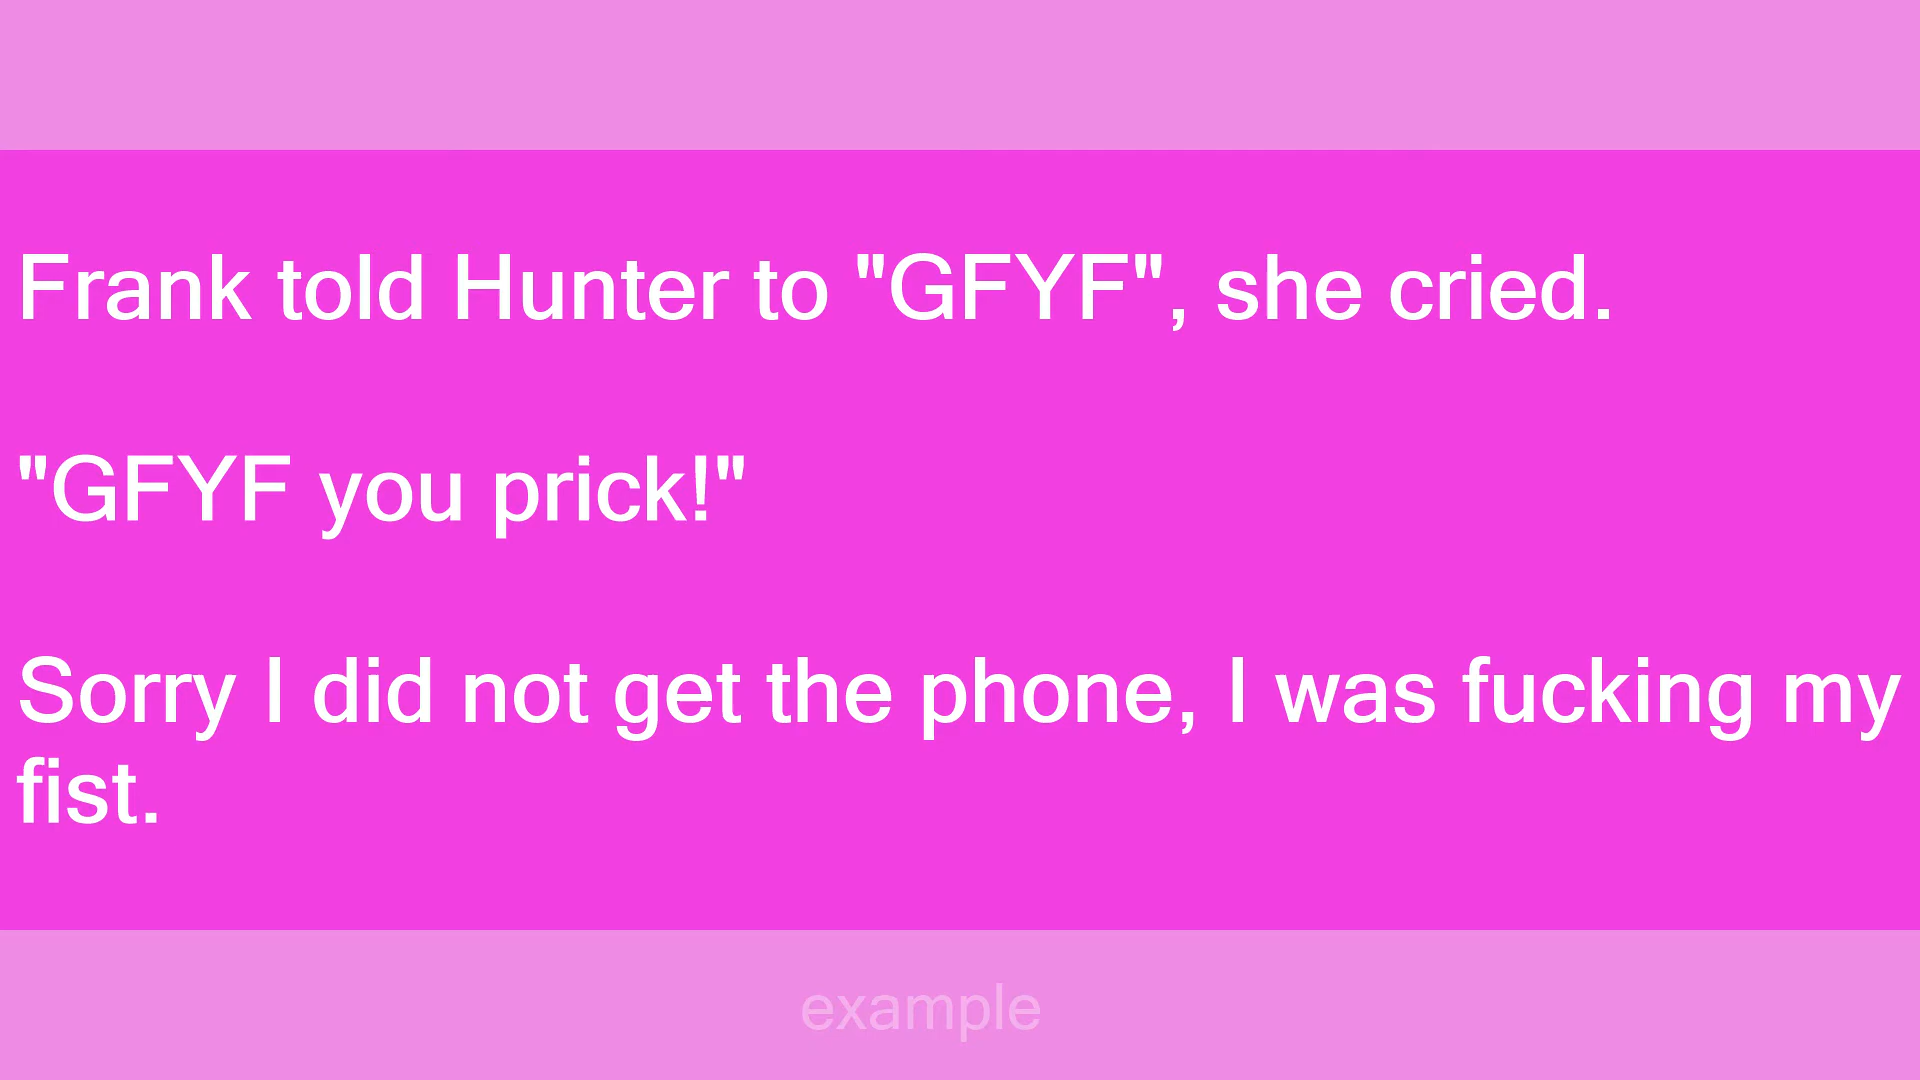 Frank told Hunter to "GFYF", she cried.
"GFYF you prick!"
Sorry I did not get the phone, I was fucking my
fist.
example